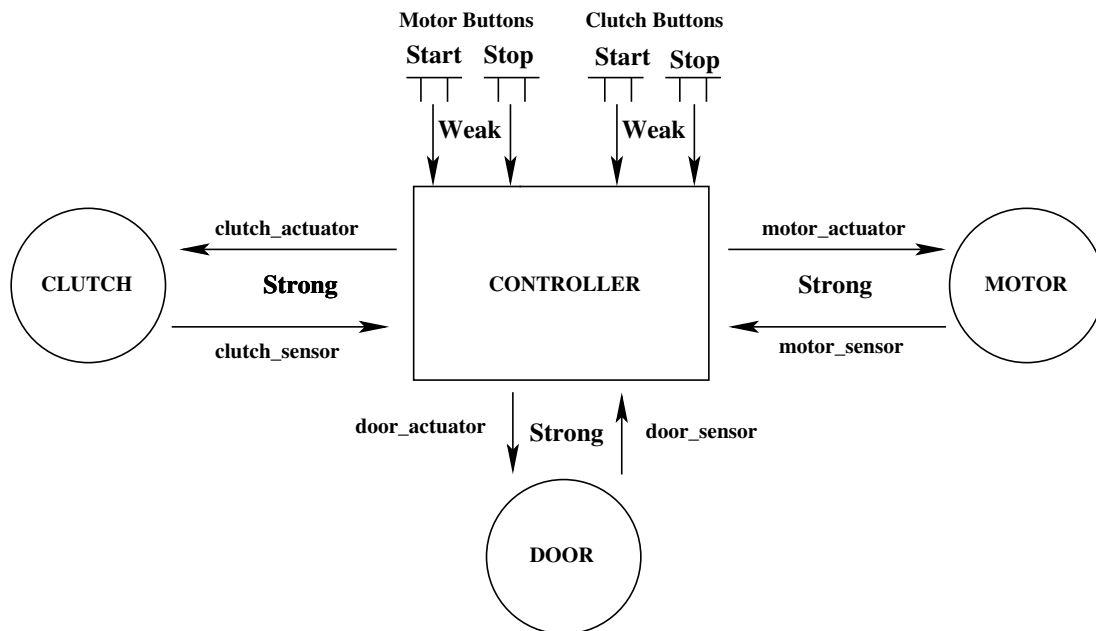 Motor Buttons
Clutch Buttons
Start
Stop
Start
Stop
Weak
Weak
clutch_actuator
motor_actuator
CLUTCH
Strong
CONTROLLER
Strong
MOTOR
clutch_sensor
motor_sensor
door_actuator
Strong
door_sensor
DOOR